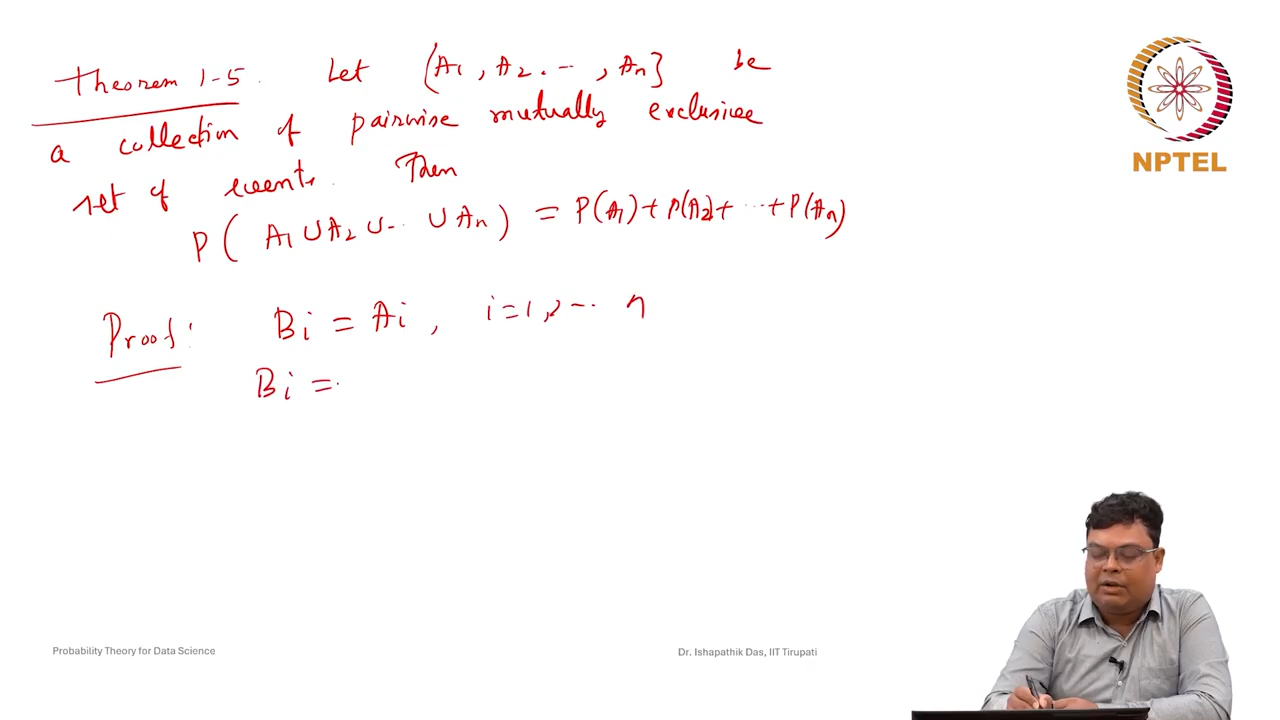 Theorem 1-5. Let {A1, A2, ..., An} be
a collection of pairwise mutually exclusive
set of events. Then
P( A1 ∪ A2 ∪ ... ∪ An ) = P(A1) + P(A2) + ... + P(An)
Proof: Bi = Ai, i=1,2... n
Bi =
NPTEL
Probability Theory for Data Science
Dr. Ishapathik Das, IIT Tirupati